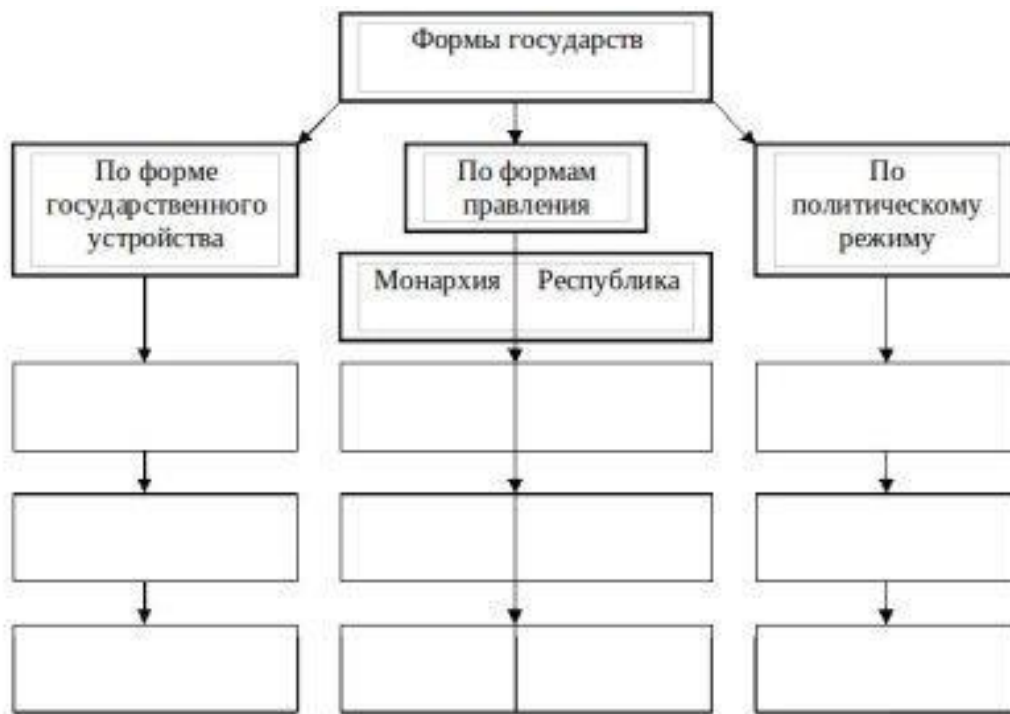 Формы государств
По форме
государственного
устройства
По формам
правления
По
политическому
режиму
Монархия Республика